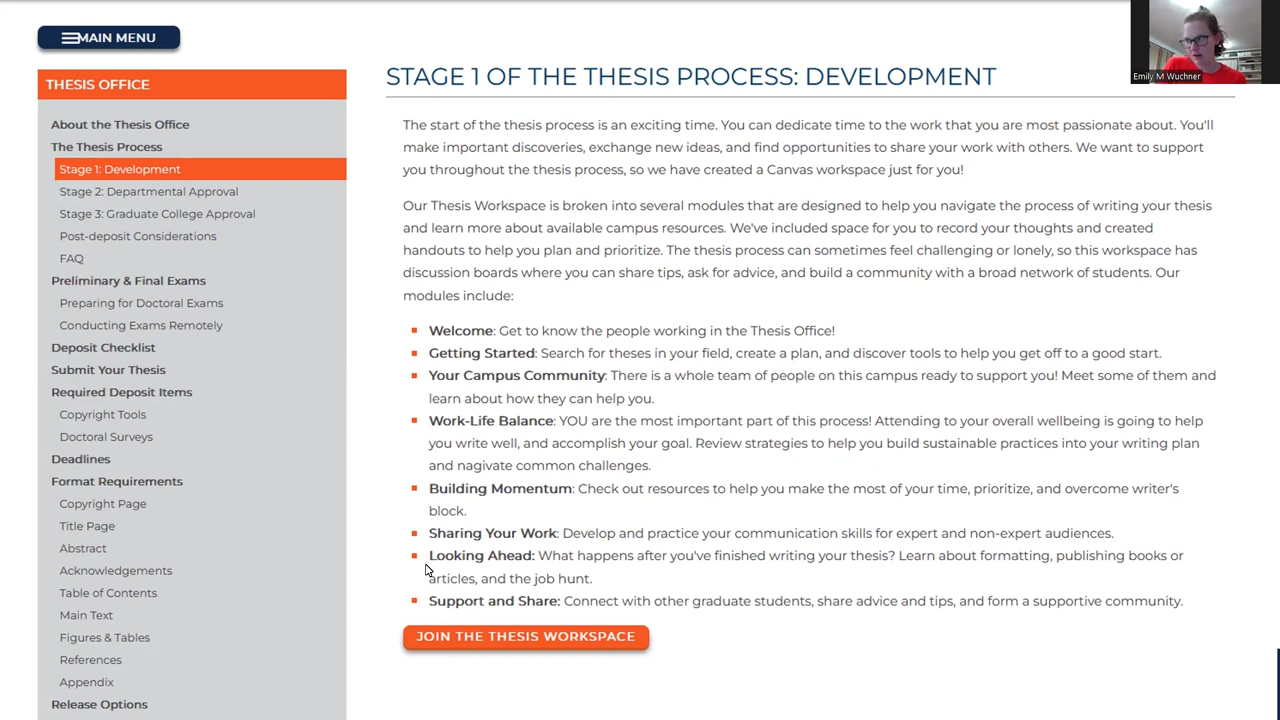 MAIN MENU
Emily M Wuchner
THESIS OFFICE
About the Thesis Office
The Thesis Process
Stage 1: Development
Stage 2: Departmental Approval
Stage 3: Graduate College Approval
Post-deposit Considerations
FAQ
Preliminary & Final Exams
Preparing for Doctoral Exams
Conducting Exams Remotely
Deposit Checklist
Submit Your Thesis
Required Deposit Items
Copyright Tools
Doctoral Surveys
Deadlines
Format Requirements
Copyright Page
Title Page
Abstract
Acknowledgements
Table of Contents
Main Text
Figures & Tables
References
Appendix
Release Options
STAGE 1 OF THE THESIS PROCESS: DEVELOPMENT
The start of the thesis process is an exciting time. You can dedicate time to the work that you are most passionate about. You'll
make important discoveries, exchange new ideas, and find opportunities to share your work with others. We want to support
you throughout the thesis process, so we have created a Canvas workspace just for you!
Our Thesis Workspace is broken into several modules that are designed to help you navigate the process of writing your thesis
and learn more about available campus resources. We've included space for you to record your thoughts and created
handouts to help you plan and prioritize. The thesis process can sometimes feel challenging or lonely, so this workspace has
discussion boards where you can share tips, ask for advice, and build a community with a broad network of students. Our
modules include:
Welcome: Get to know the people working in the Thesis Office!
Getting Started: Search for theses in your field, create a plan, and discover tools to help you get off to a good start.
Your Campus Community: There is a whole team of people on this campus ready to support you! Meet some of them and
learn about how they can help you.
Work-Life Balance: YOU are the most important part of this process! Attending to your overall wellbeing is going to help
you write well, and accomplish your goal. Review strategies to help you build sustainable practices into your writing plan
and nagivate common challenges.
Building Momentum: Check out resources to help you make the most of your time, prioritize, and overcome writer's
block.
Sharing Your Work: Develop and practice your communication skills for expert and non-expert audiences.
Looking Ahead: What happens after you've finished writing your thesis? Learn about formatting, publishing books or
articles, and the job hunt.
Support and Share: Connect with other graduate students, share advice and tips, and form a supportive community.
JOIN THE THESIS WORKSPACE